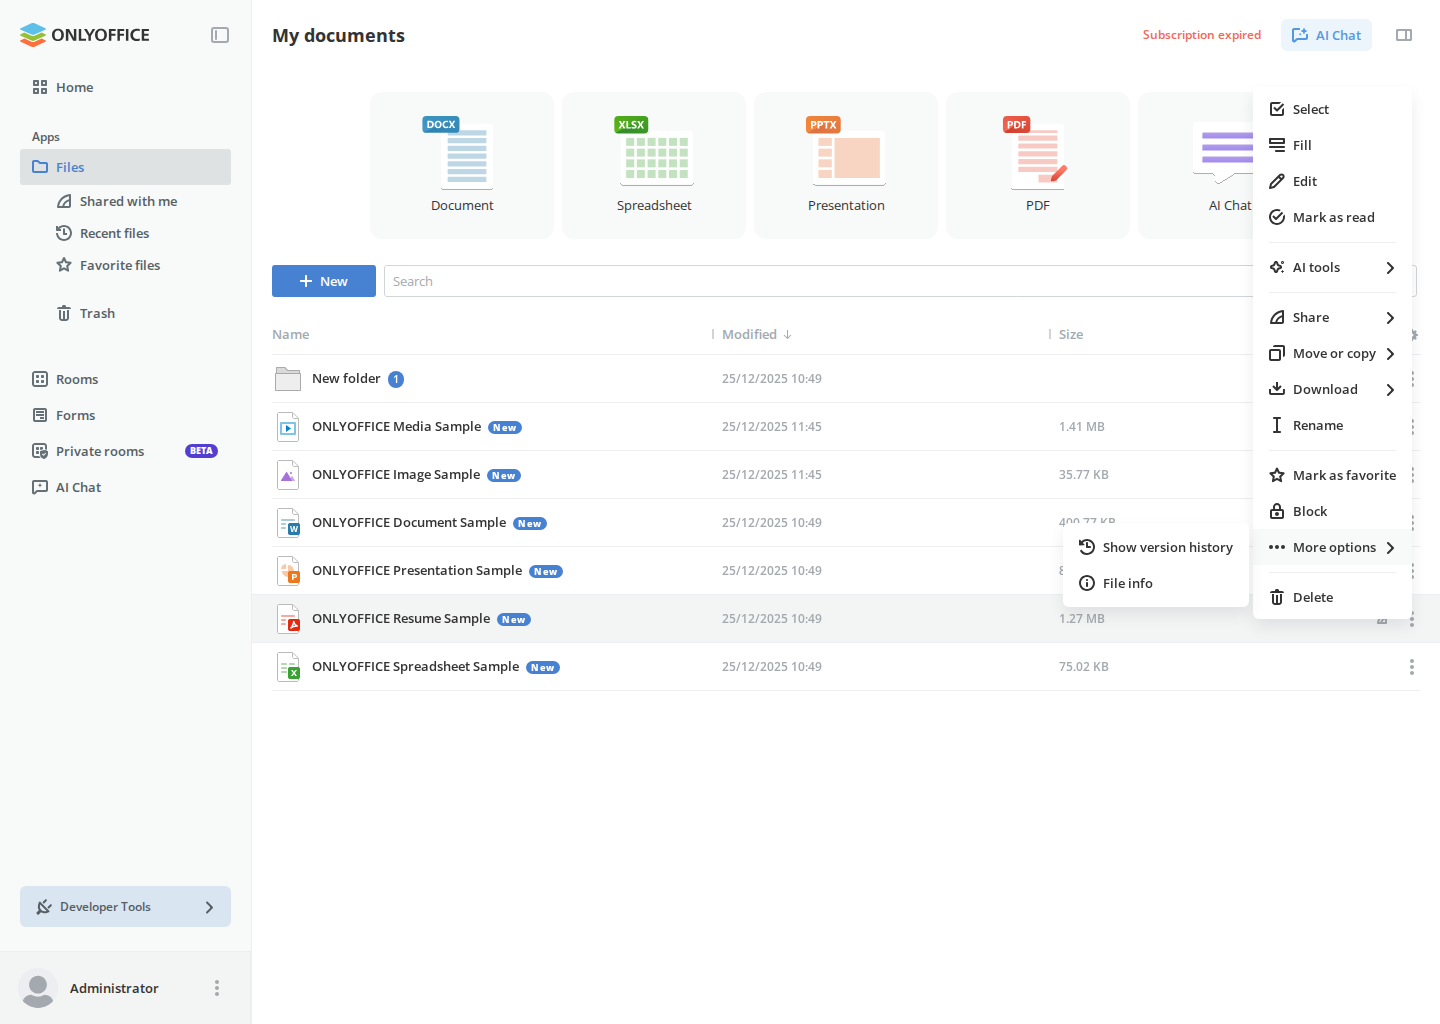 ONLYOFFICE
My documents
Subscription expired
AI Chat
Home
Apps
Files
Shared with me
Recent files
Favorite files
Trash
Rooms
Forms
Private rooms BETA
AI Chat
Developer Tools
Administrator
DOCX
Document
XLSX
Spreadsheet
PPTX
Presentation
PDF
PDF
AI Chat
New
Search
Name Modified Size
New folder 1 25/12/2025 10:49
ONLYOFFICE Media Sample New 25/12/2025 11:45 1.41 MB
ONLYOFFICE Image Sample New 25/12/2025 11:45 35.77 KB
ONLYOFFICE Document Sample New 25/12/2025 10:49 400.77 KB
ONLYOFFICE Presentation Sample New 25/12/2025 10:49
ONLYOFFICE Resume Sample New 25/12/2025 10:49 1.27 MB
ONLYOFFICE Spreadsheet Sample New 25/12/2025 10:49 75.02 KB
Select
Fill
Edit
Mark as read
AI tools
Share
Move or copy
Download
Rename
Mark as favorite
Block
More options
Delete
Show version history
File info